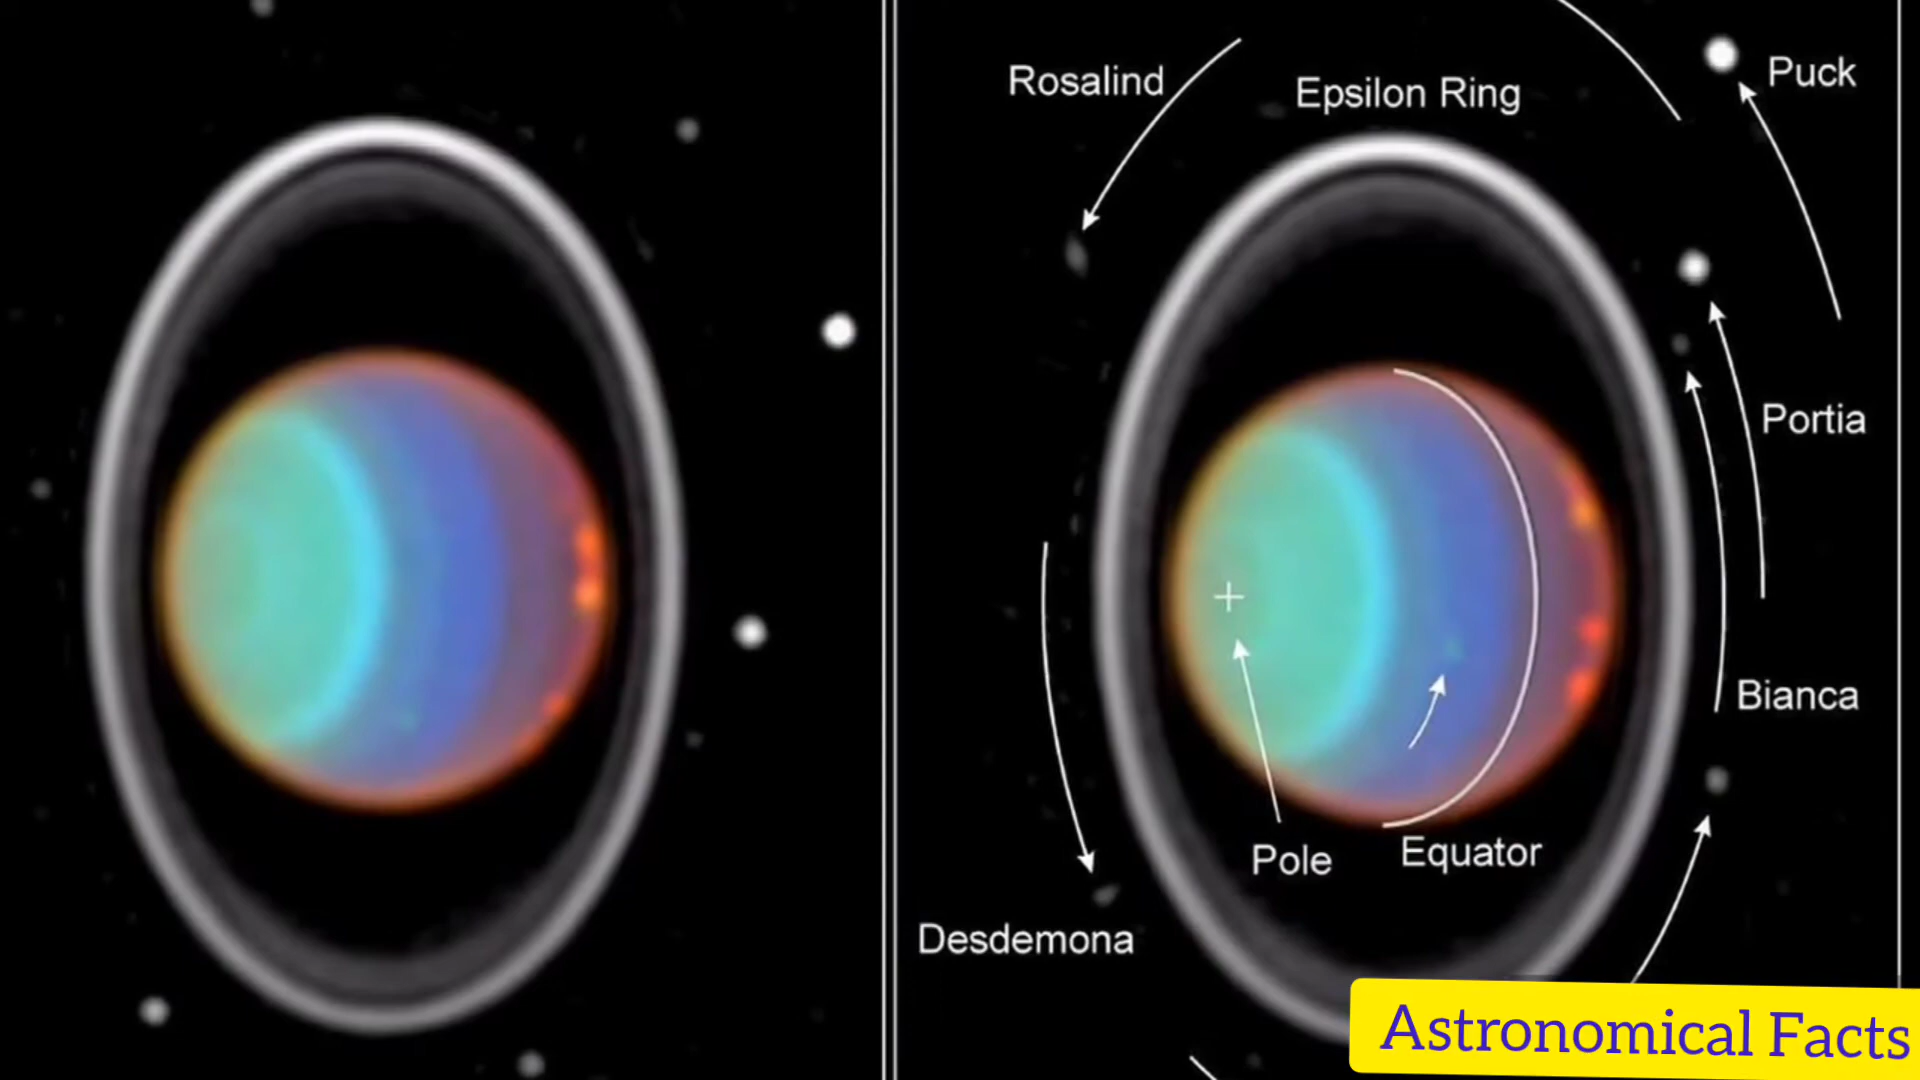 Rosalind
Epsilon Ring
Puck
Portia
Bianca
Pole
Equator
Desdemona
Astronomical Facts